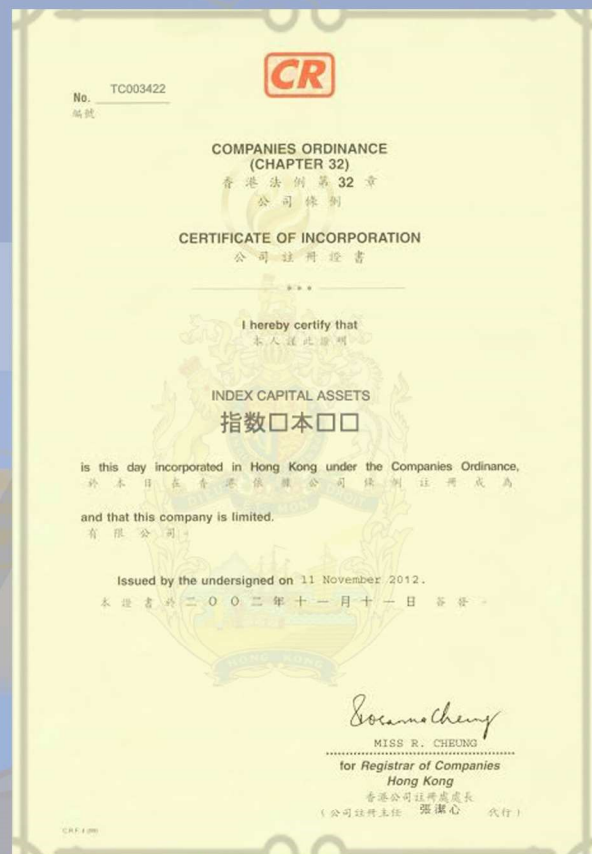 CR
No. TC003422
編號
COMPANIES ORDINANCE
(CHAPTER 32)
香港法例第 32 章
公司條例
CERTIFICATE OF INCORPORATION
公司註冊證書
* * *
I hereby certify that
本人謹此證明
INDEX CAPITAL ASSETS
指数□本□□
is this day incorporated in Hong Kong under the Companies Ordinance,
於本日在香港依據公司條例註冊成為
and that this company is limited.
有限公司。
Issued by the undersigned on 11 November 2012.
本證書於二〇〇二年十一月十一日簽發。
HONG KONG
Rosanna Cheung
MISS R. CHEUNG
for Registrar of Companies
Hong Kong
香港公司註冊處處長
(公司註冊主任 張潔心 代行)